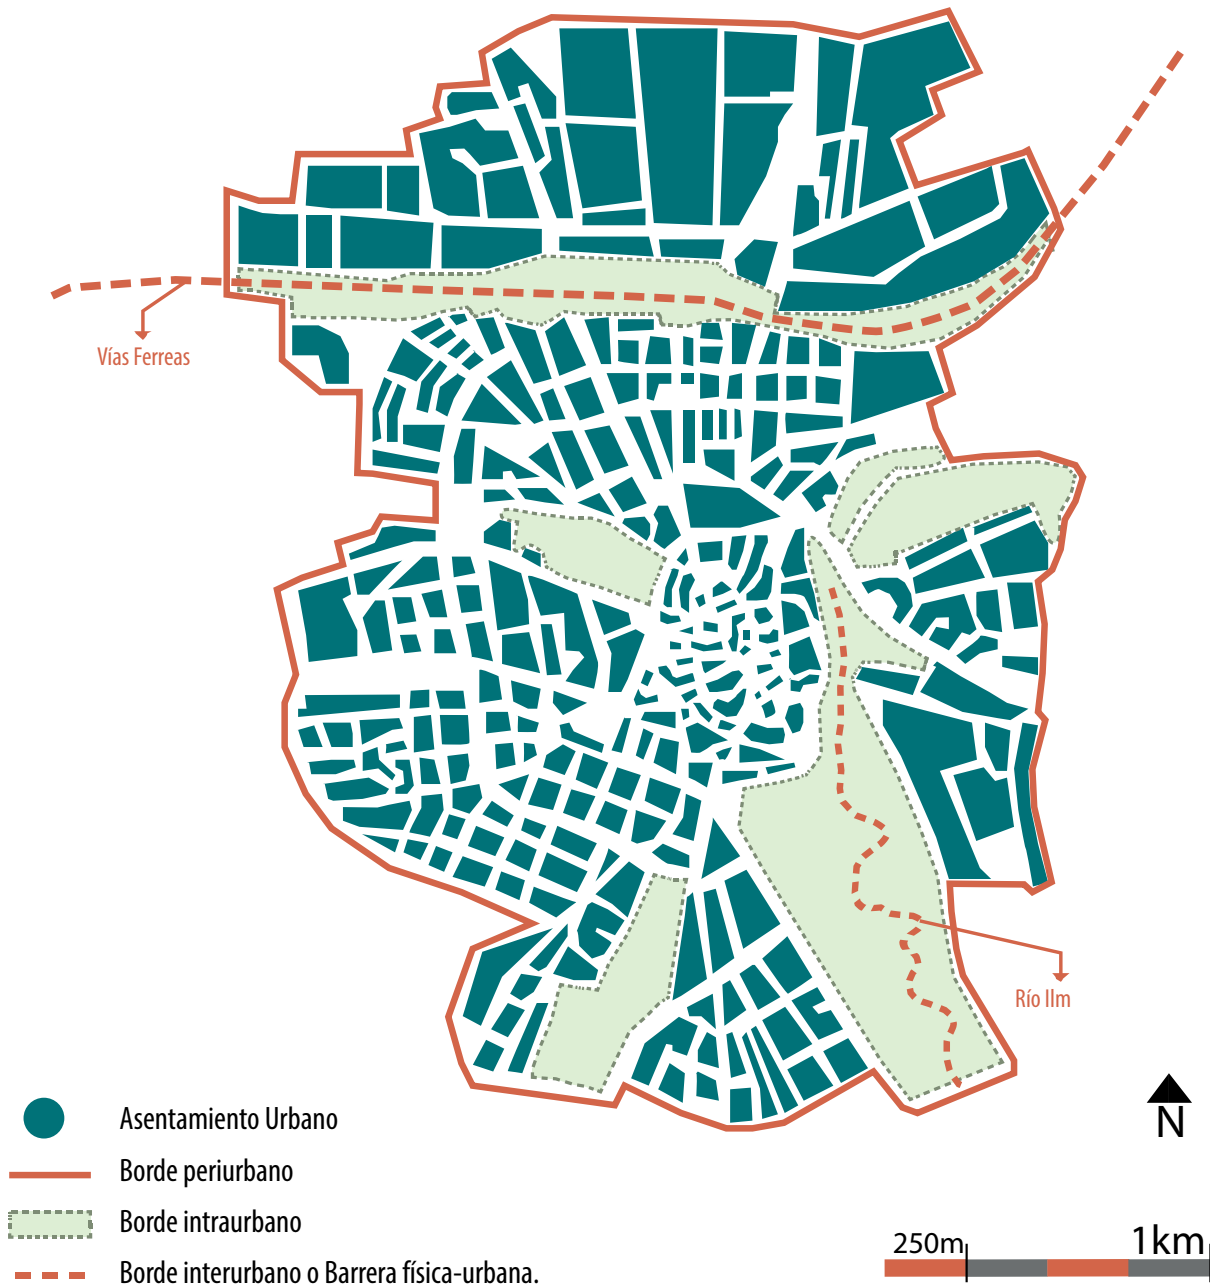 Vías Ferreas
Río Ilm
N
Asentamiento Urbano
Borde periurbano
Borde intraurbano
Borde interurbano o Barrera física-urbana.
250m
1km